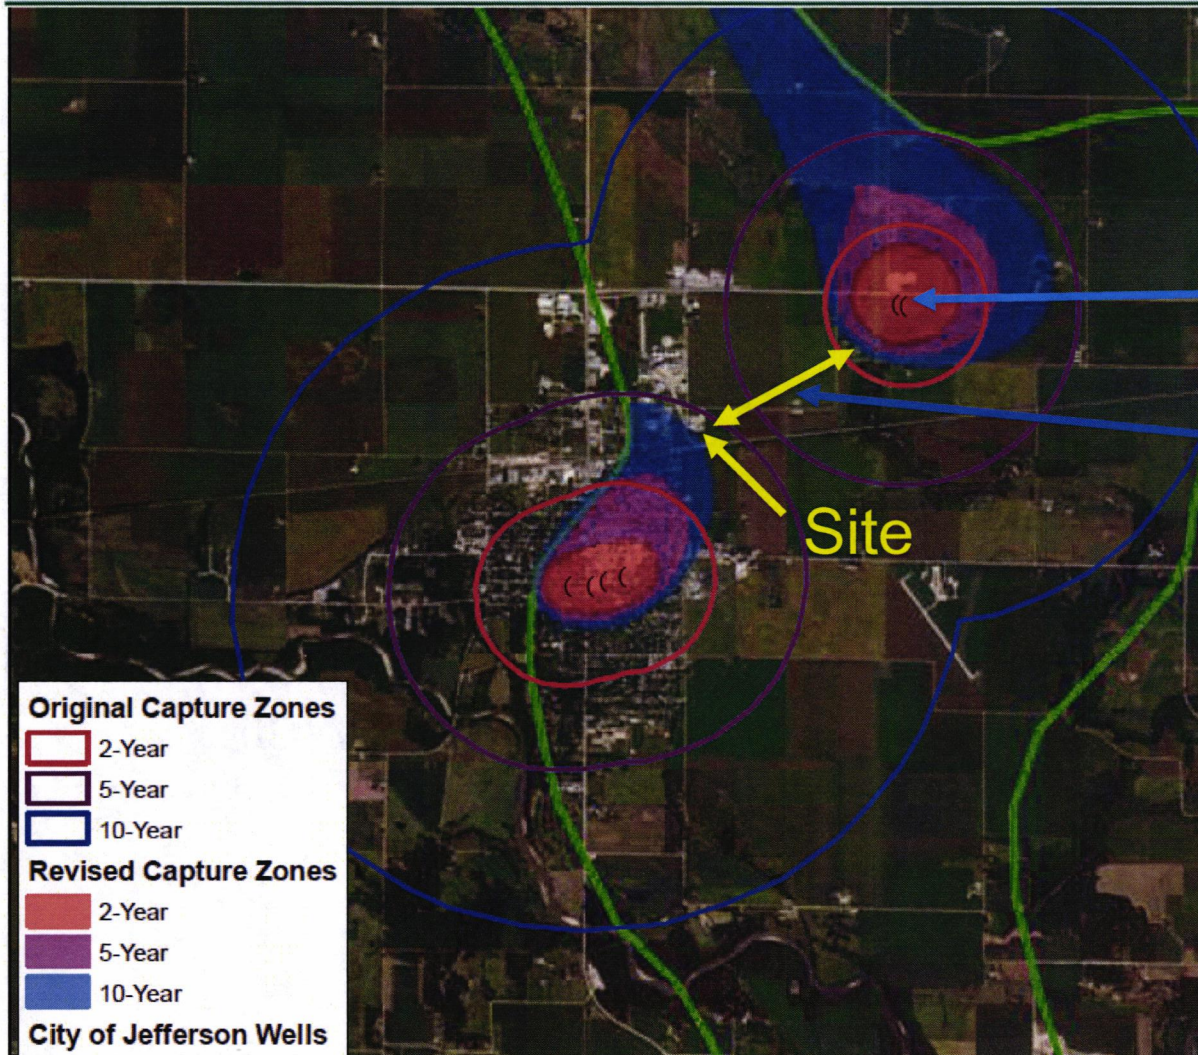 Site
Original Capture Zones
2-Year
5-Year
10-Year
Revised Capture Zones
2-Year
5-Year
10-Year
City of Jefferson Wells